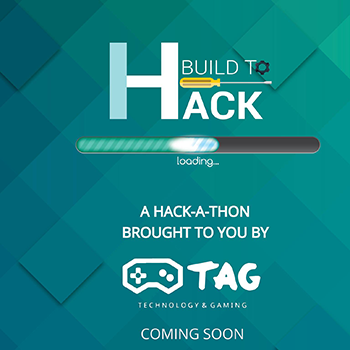 BUILD TO
HACK
loading...
A HACK-A-THON
BROUGHT TO YOU BY
TAG
TECHNOLOGY & GAMING
COMING SOON